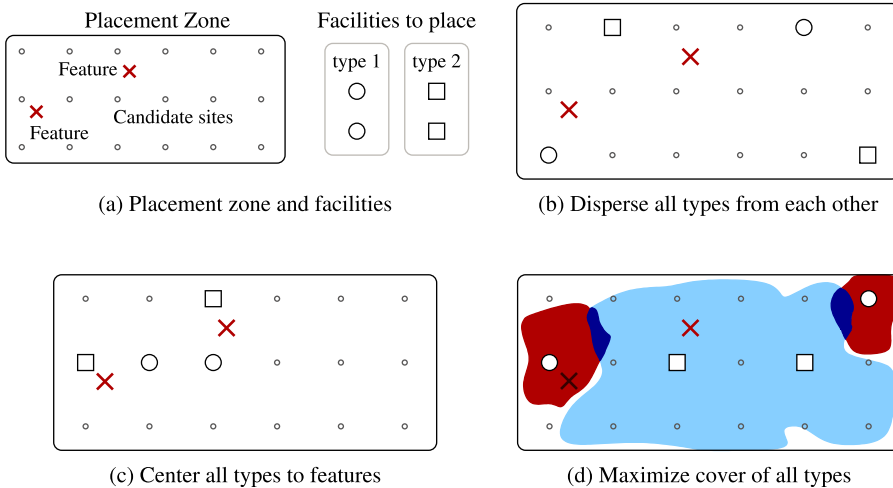 Placement Zone
Facilities to place
Feature
type 1
type 2
Candidate sites
Feature
(a) Placement zone and facilities
(b) Disperse all types from each other
(c) Center all types to features
(d) Maximize cover of all types